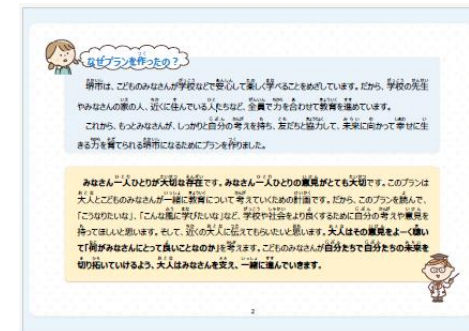 なぜプランを作ったの？
堺市は、こどものみなさんが学校などで安心して楽しく学べることをめざしています。だから、学校の先生
やみなさんの家の人、近くに住んでいる人たちなど、全員で力を合わせて教育を進めています。
これから、もっとみなさんが、しっかりと自分の考えを持ち、友だちと協力して、未来に向かって幸せに生
きる力を育てられる堺市になるためにプランを作りました。
みなさん一人ひとりが大切な存在です。みなさん一人ひとりの意見がとても大切です。このプランは
大人とこどものみなさんが一緒に教育について考えていくための計画です。だから、このプランを読んで、
「こうなりたいな」、「こんな風に学びたいな」など、学校や社会をより良くするために自分の考えや意見を
持ってほしいと思います。そして、近くの大人に伝えてもらいたいと思います。大人はその意見をよ～く聴い
て「何がみなさんにとって良いことなのか」を考えます。こどものみなさんが自分たちで自分たちの未来を
切り拓いていけるよう、大人はみなさんを支え、一緒に進んでいきます。
2